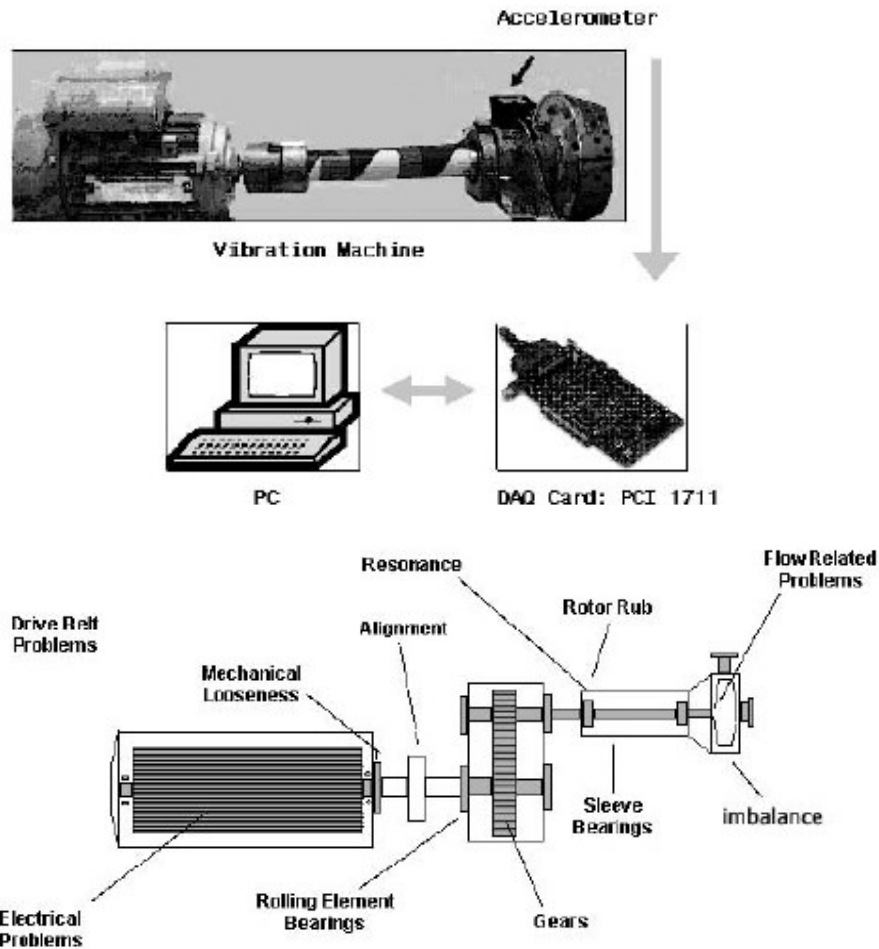 Accelerometer
Vibration Machine
PC
DAQ Card: PCI 1711
Flow Related
Problems
Resonance
Rotor Rub
Drive Belt
Problems
Alignment
Mechanical
Looseness
Sleeve
Bearings
imbalance
Rolling Element
Bearings
Gears
Electrical
Problems